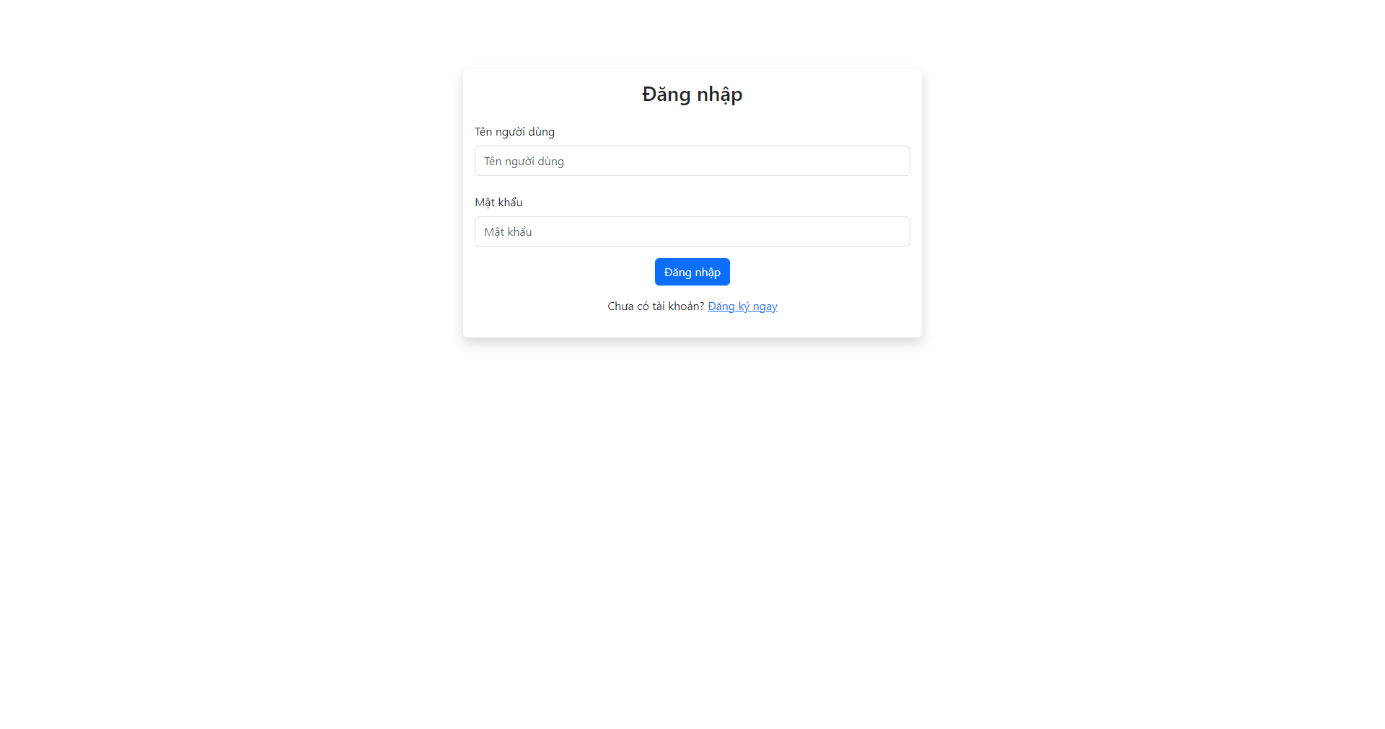 Đăng nhập
Tên người dùng
Tên người dùng
Mật khẩu
Mật khẩu
Đăng nhập
Chưa có tài khoản? Đăng ký ngay